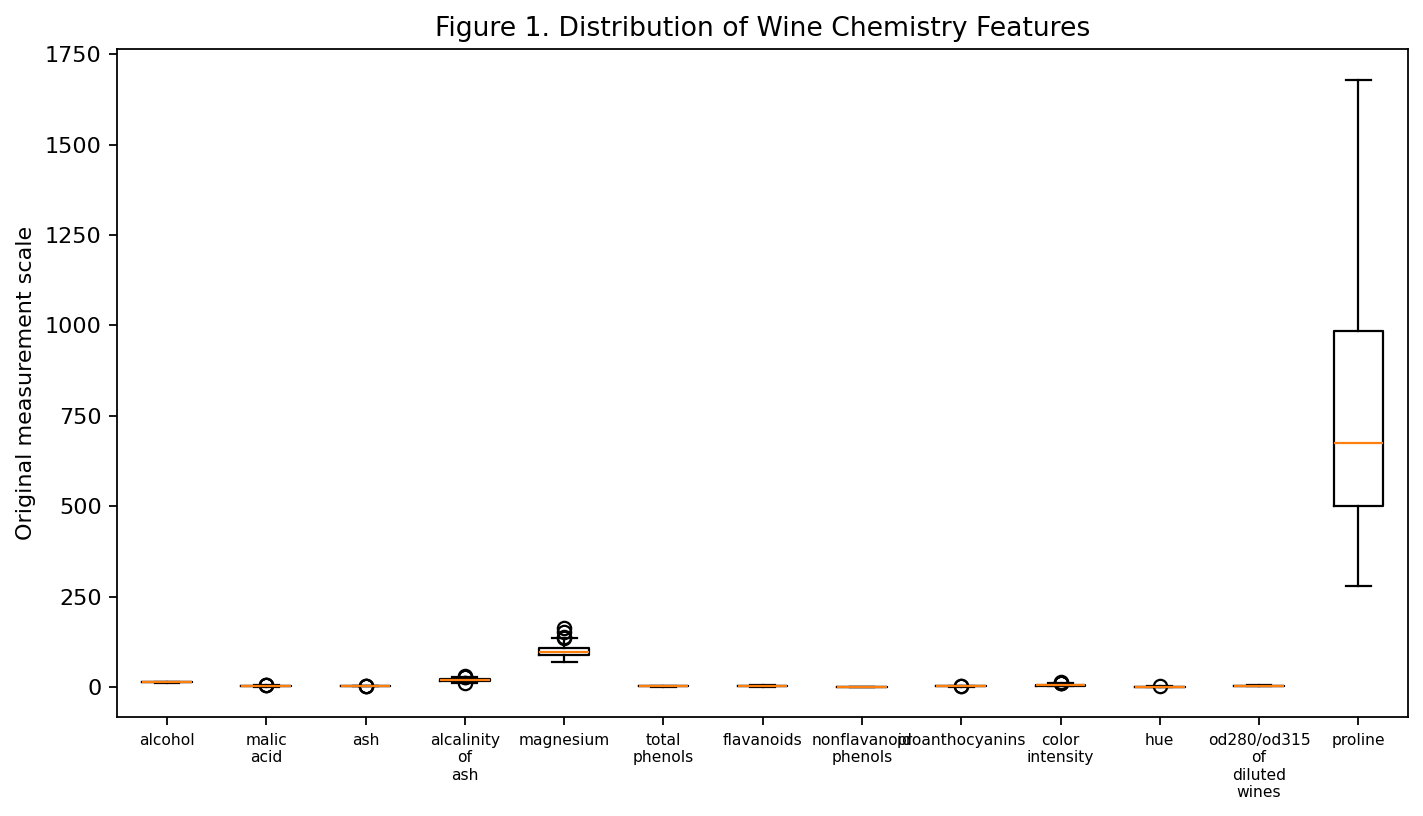 Figure 1. Distribution of Wine Chemistry Features
Original measurement scale
1750
1500
1250
1000
750
500
250
0
alcohol
malic
acid
ash
alcalinity
of
ash
magnesium
total
phenols
flavanoids
nonflavanoid
phenols
proanthocyanins
color
intensity
hue
od280/od315
of
diluted
wines
proline